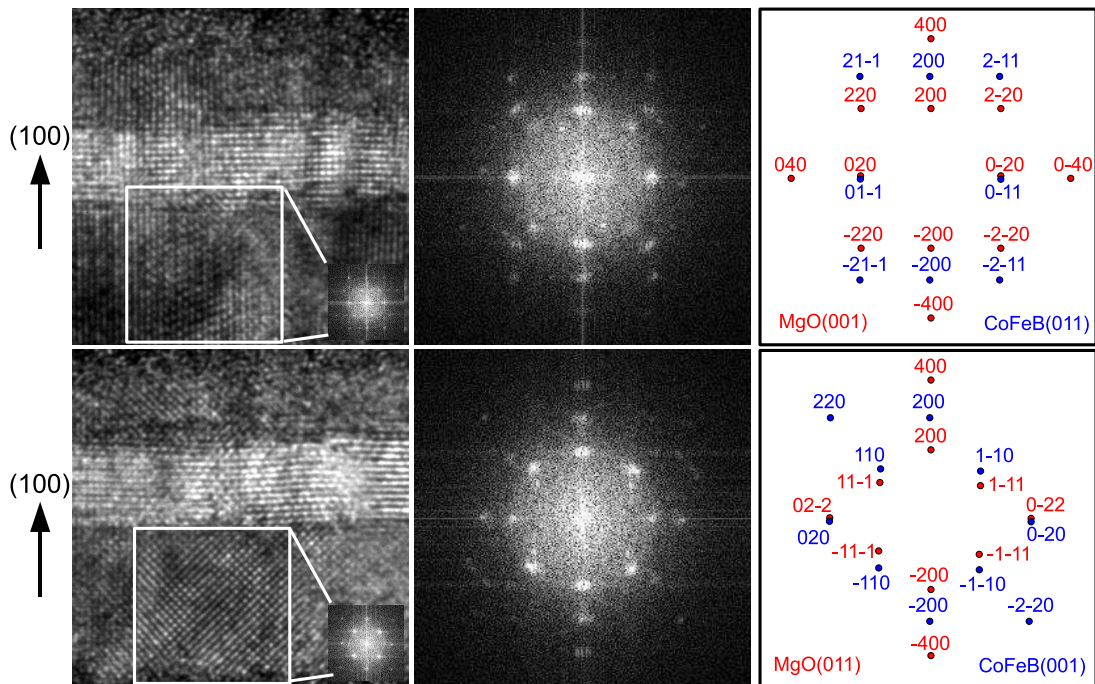 (100)
400
21-1 200 2-11
220 200 2-20
040 020 0-20 0-40
01-1 0-11
-220 -200 -2-20
-21-1 -200 -2-11
-400
MgO(001) CoFeB(011)
(100)
400
220 200
200
110 1-10
11-1 1-11
02-2 0-22
020 0-20
-11-1 -1-11
-110 -200 -1-10
-200 -2-20
-400
MgO(011) CoFeB(001)